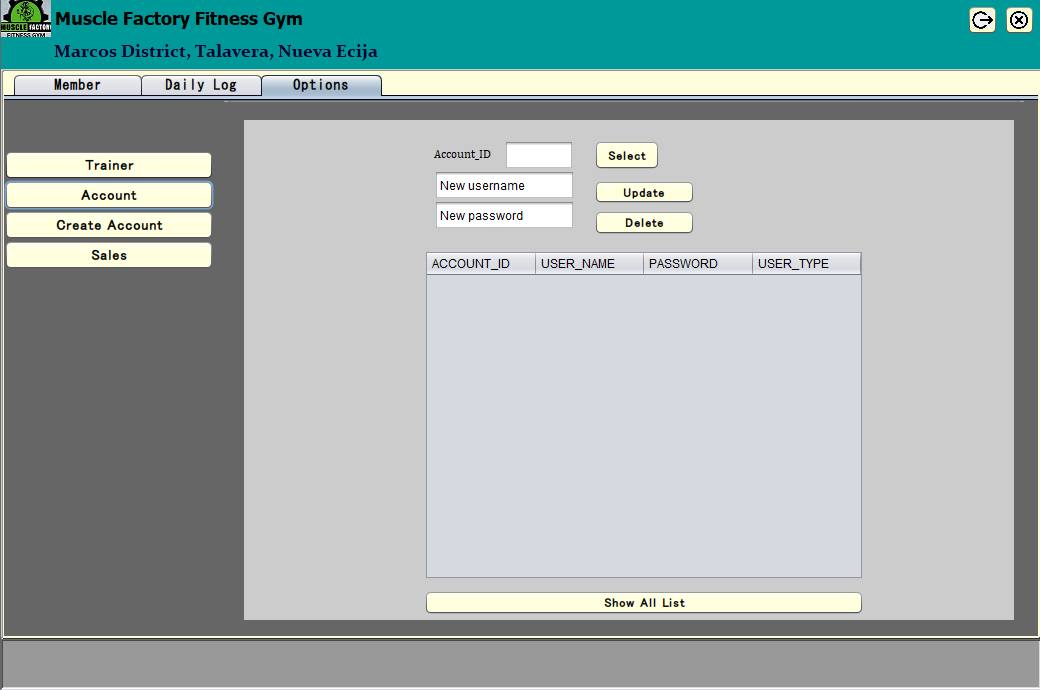 MUSCLE FACTORY
FITNESS GYM
Muscle Factory Fitness Gym
Marcos District, Talavera, Nueva Ecija
Member Daily Log Options
Trainer
Account
Create Account
Sales
Account_ID Select
New username Update
New password Delete
ACCOUNT_ID USER_NAME PASSWORD USER_TYPE
Show All List